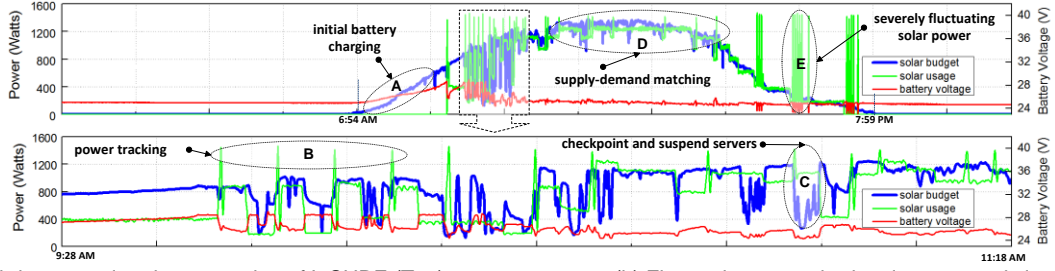 Power (Watts)
1600
1200
800
400
0
initial battery
charging
A
D
supply-demand matching
E
severely fluctuating
solar power
solar budget
solar usage
battery voltage
40
36
32
28
24
Battery Voltage (V)
6:54 AM
7:59 PM
Power (Watts)
1600
1200
800
400
0
power tracking
B
checkpoint and suspend servers
C
solar budget
solar usage
battery voltage
40
36
32
28
24
Battery Voltage (V)
9:28 AM
11:18 AM